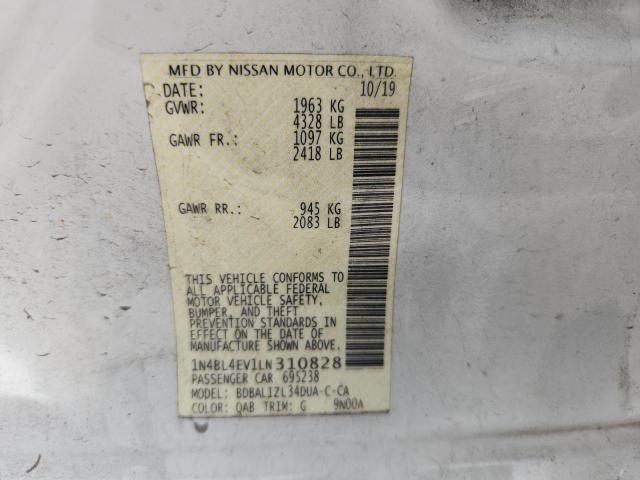 MFD BY NISSAN MOTOR CO., LTD.
DATE: 10/19
GVWR: 1963 KG
4328 LB
GAWR FR.: 1097 KG
2418 LB
GAWR RR.: 945 KG
2083 LB
THIS VEHICLE CONFORMS TO
ALL APPLICABLE FEDERAL
MOTOR VEHICLE SAFETY,
BUMPER, AND THEFT
PREVENTION STANDARDS IN
EFFECT ON THE DATE OF
MANUFACTURE SHOWN ABOVE.
1N4BL4EV1LN310828
PASSENGER CAR 695238
MODEL: BDBALIZL34DUA-C-CA
COLOR: QAB TRIM: G 9N00A